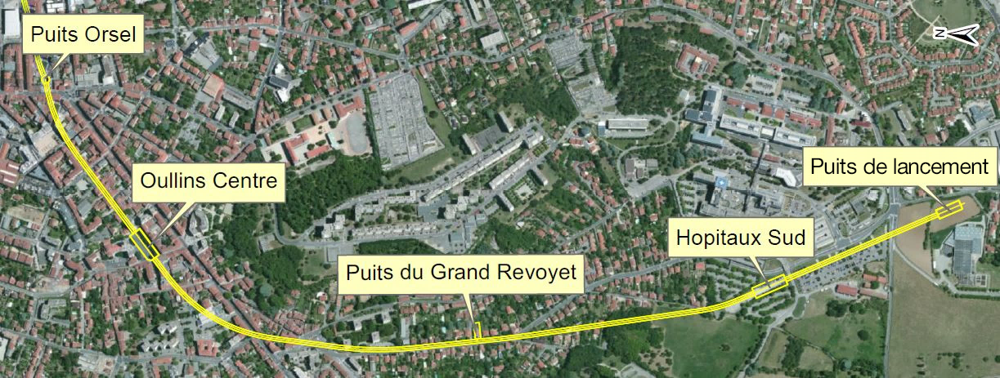 Puits Orsel
N
Oullins Centre
Puits de lancement
Hopitaux Sud
Puits du Grand Revoyet